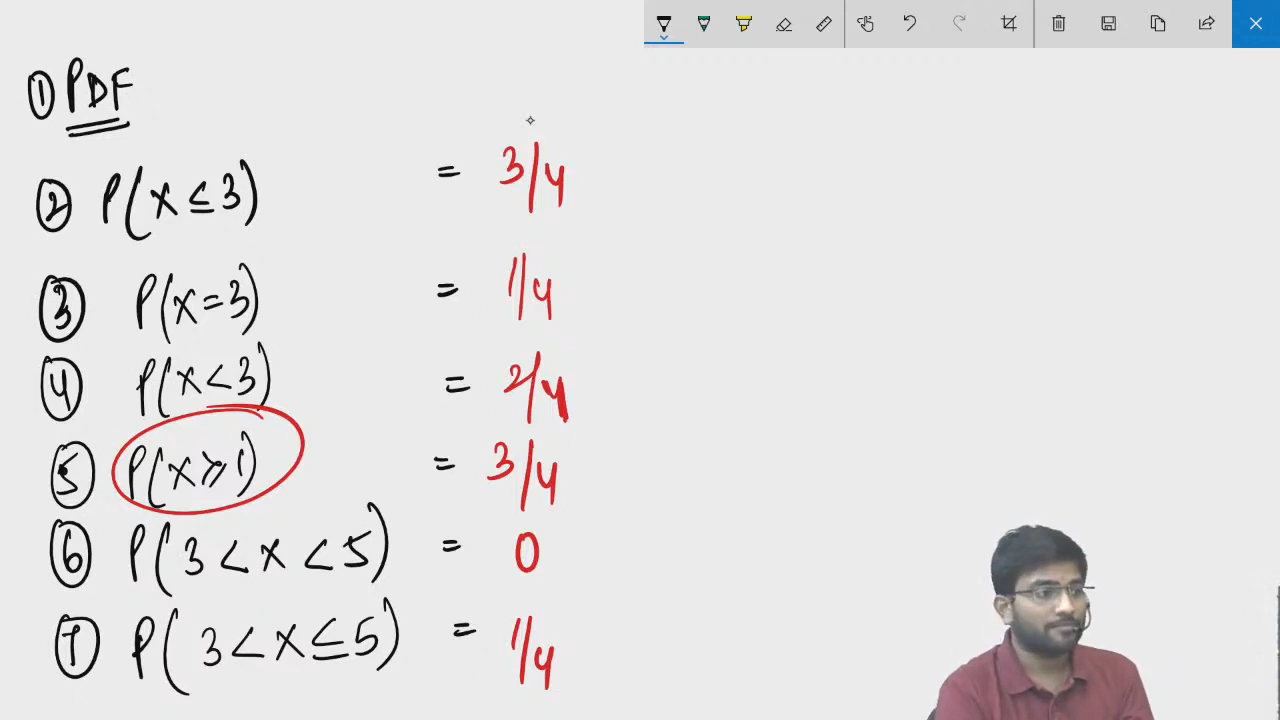 ① PDF
② P(x ≤ 3) = 3/4
③ P(x = 3) = 1/4
④ P(x < 3) = 2/4
⑤ P(x ≥ 1) = 3/4
⑥ P(3 < x < 5) = 0
⑦ P(3 < x ≤ 5) = 1/4